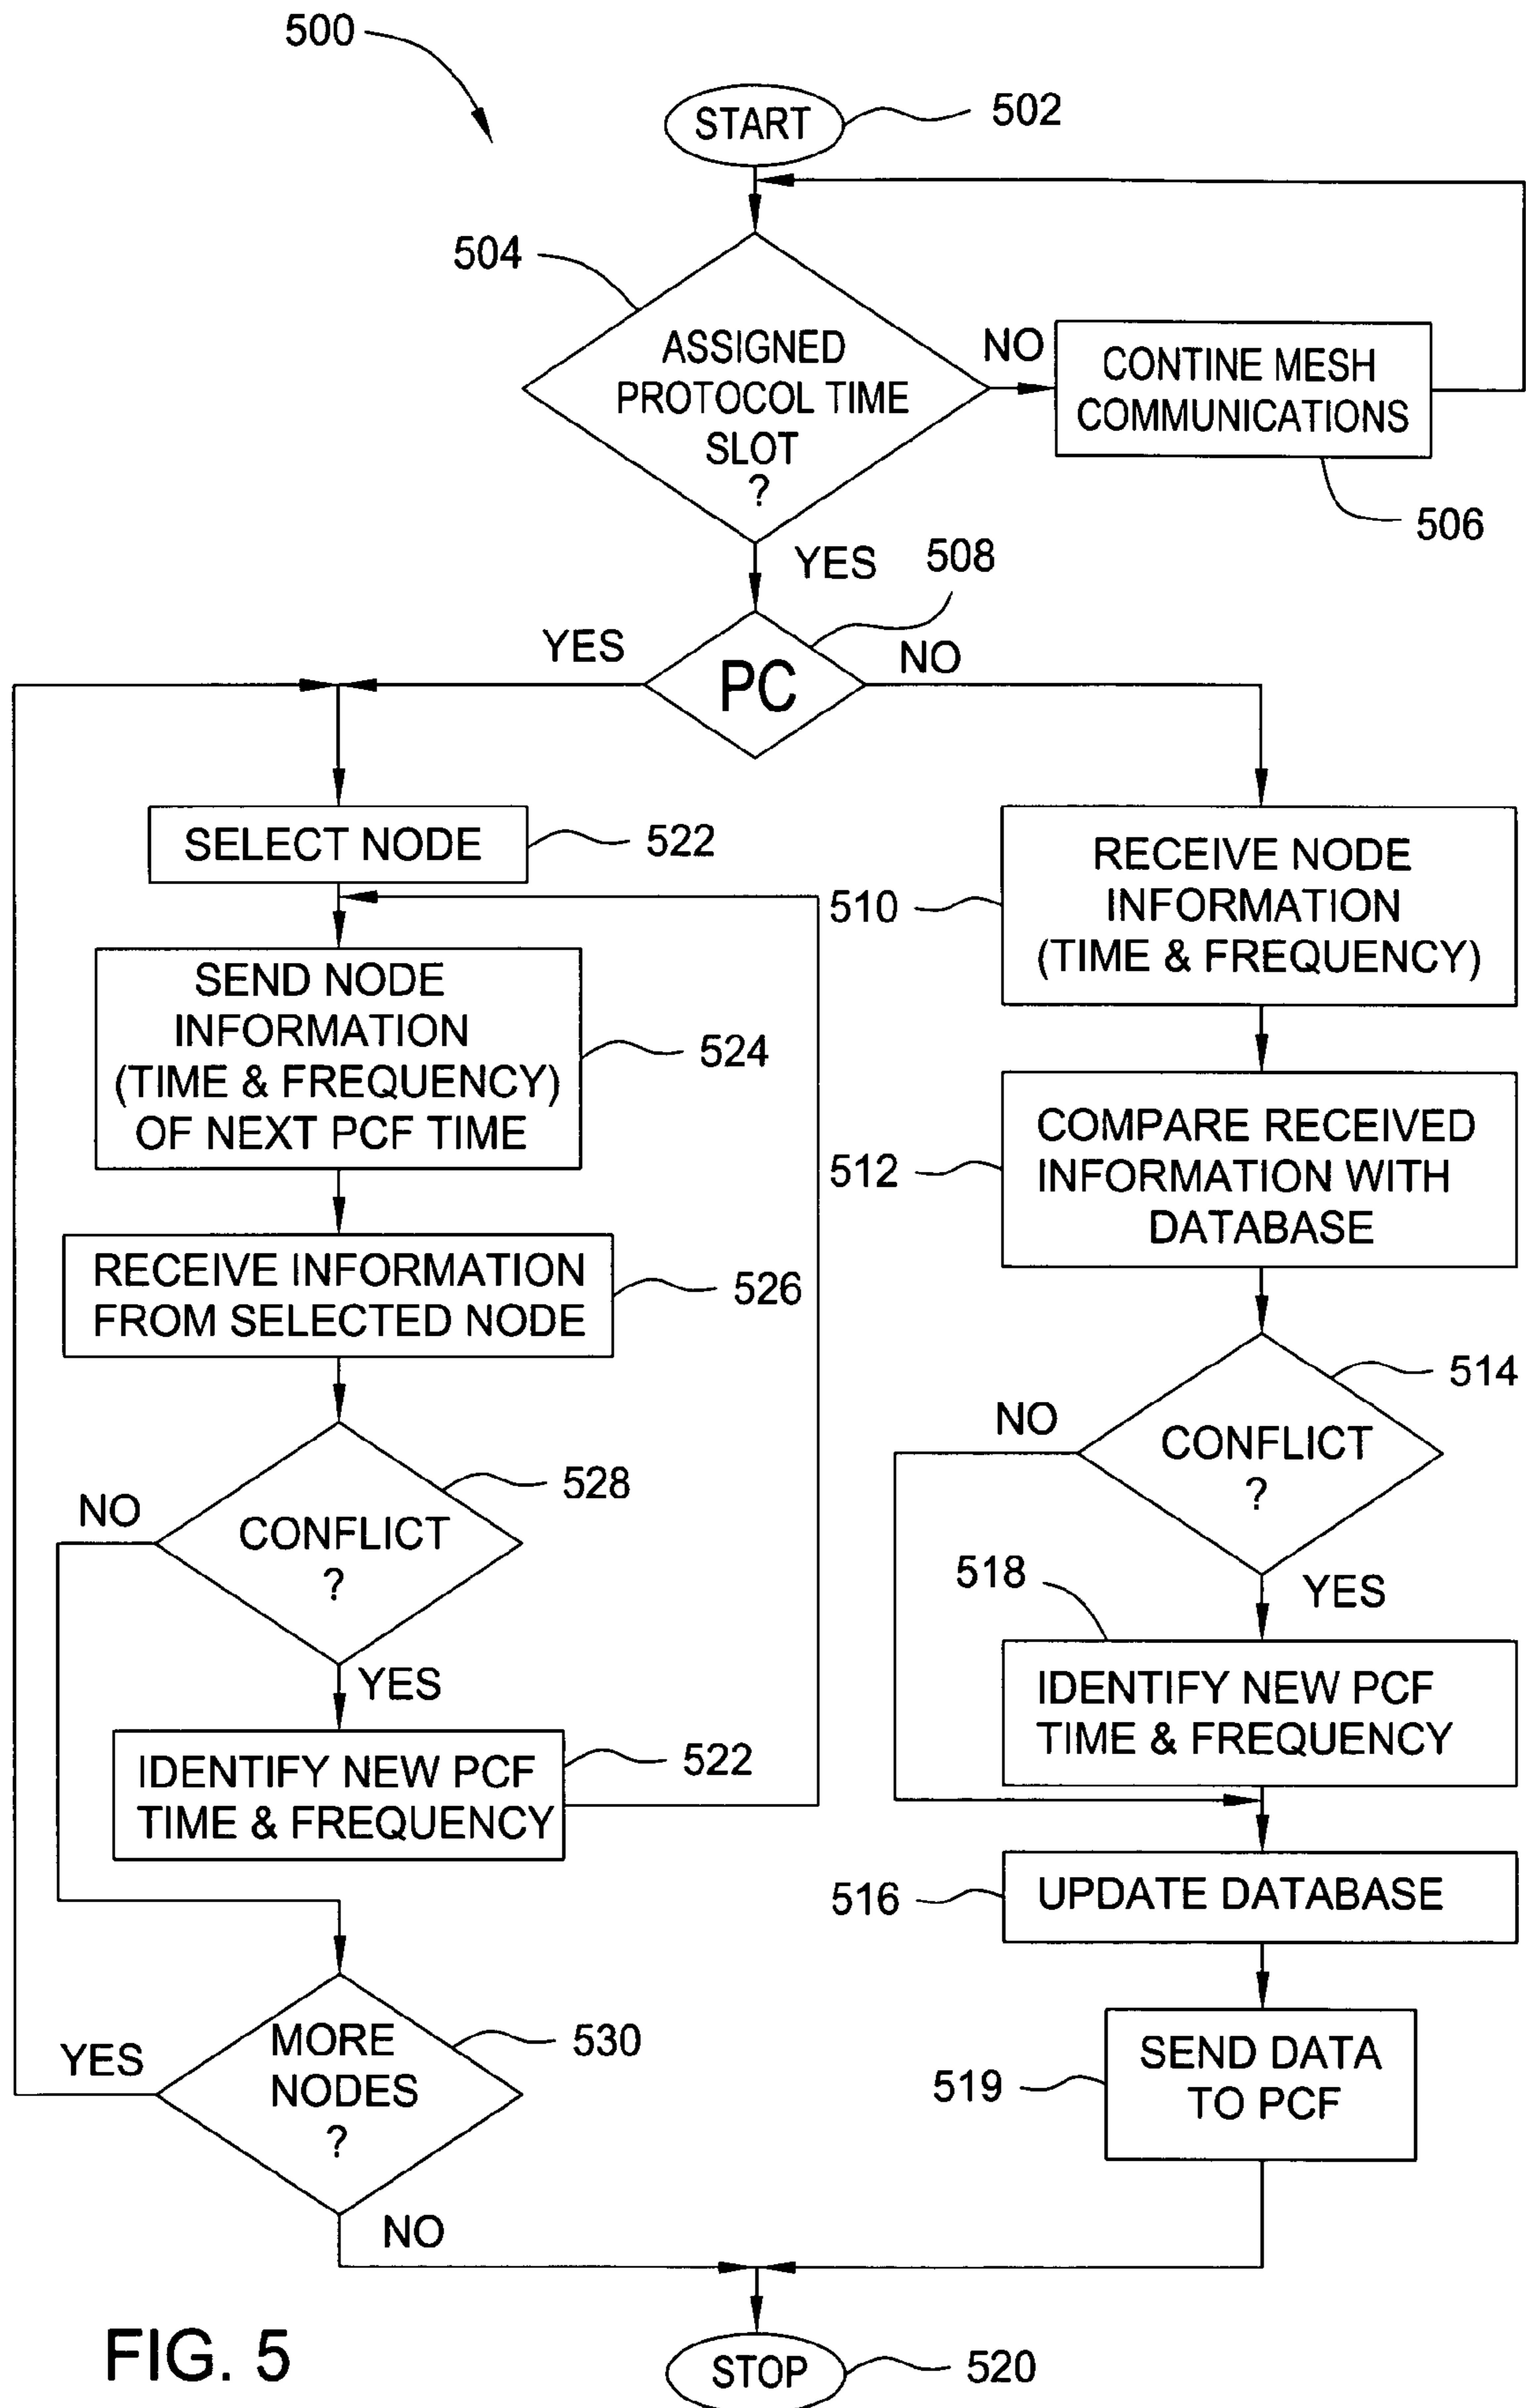 500
START
502
504
ASSIGNED
PROTOCOL TIME
SLOT
?
NO
CONTINE MESH
COMMUNICATIONS
506
YES
508
YES
PC
NO
SELECT NODE
522
510
RECEIVE NODE
INFORMATION
(TIME & FREQUENCY)
SEND NODE
INFORMATION
(TIME & FREQUENCY)
OF NEXT PCF TIME
524
512
COMPARE RECEIVED
INFORMATION WITH
DATABASE
RECEIVE INFORMATION
FROM SELECTED NODE
526
514
NO
CONFLICT
?
528
NO
CONFLICT
?
518
YES
YES
IDENTIFY NEW PCF
TIME & FREQUENCY
IDENTIFY NEW PCF
TIME & FREQUENCY
522
516
UPDATE DATABASE
MORE
NODES
?
530
YES
519
SEND DATA
TO PCF
NO
FIG. 5
STOP
520